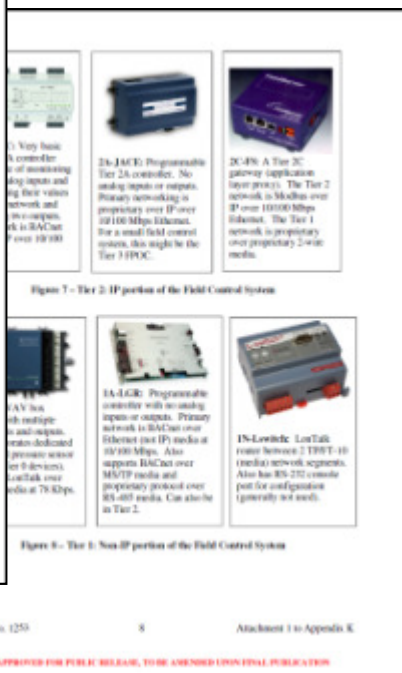 : Very basic
A controller
e of monitoring
log inputs and
ng their values
network and
two outputs.
rk is BACnet
P over 10/100
2A-JACE: Programmable
Tier 2A controller. No
analog inputs or outputs.
Primary networking is
proprietary over IP over
10/100 Mbps Ethernet.
For a small field control
system, this might be the
Tier 3 FPOC.
2C-FS: A Tier 2C
gateway (application
layer proxy). The Tier 2
network is Modbus over
IP over 10/100 Mbps
Ethernet. The Tier 1
network is proprietary
over proprietary 2-wire
media.
Figure 7 – Tier 2: IP portion of the Field Control System
VAV box
with multiple
s and outputs.
orates dedicated
pressure sensor
ier 0 devices).
LonTalk over
media at 78 Kbps.
1A-LGR: Programmable
controller with no analog
inputs or outputs. Primary
network is BACnet over
Ethernet (not IP) media at
10/100 Mbps. Also
supports BACnet over
MS/TP media and
proprietary protocol over
RS-485 media. Can also be
in Tier 2.
1N-Lswitch: LonTalk
router between 2 TP/FT-10
(media) network segments.
Also has RS-232 console
port for configuration
(generally not used).
Figure 8 – Tier 1: Non-IP portion of the Field Control System
. 1253
8
Attachment 1 to Appendix K
APPROVED FOR PUBLIC RELEASE, TO BE AMENDED UPON FINAL PUBLICATION